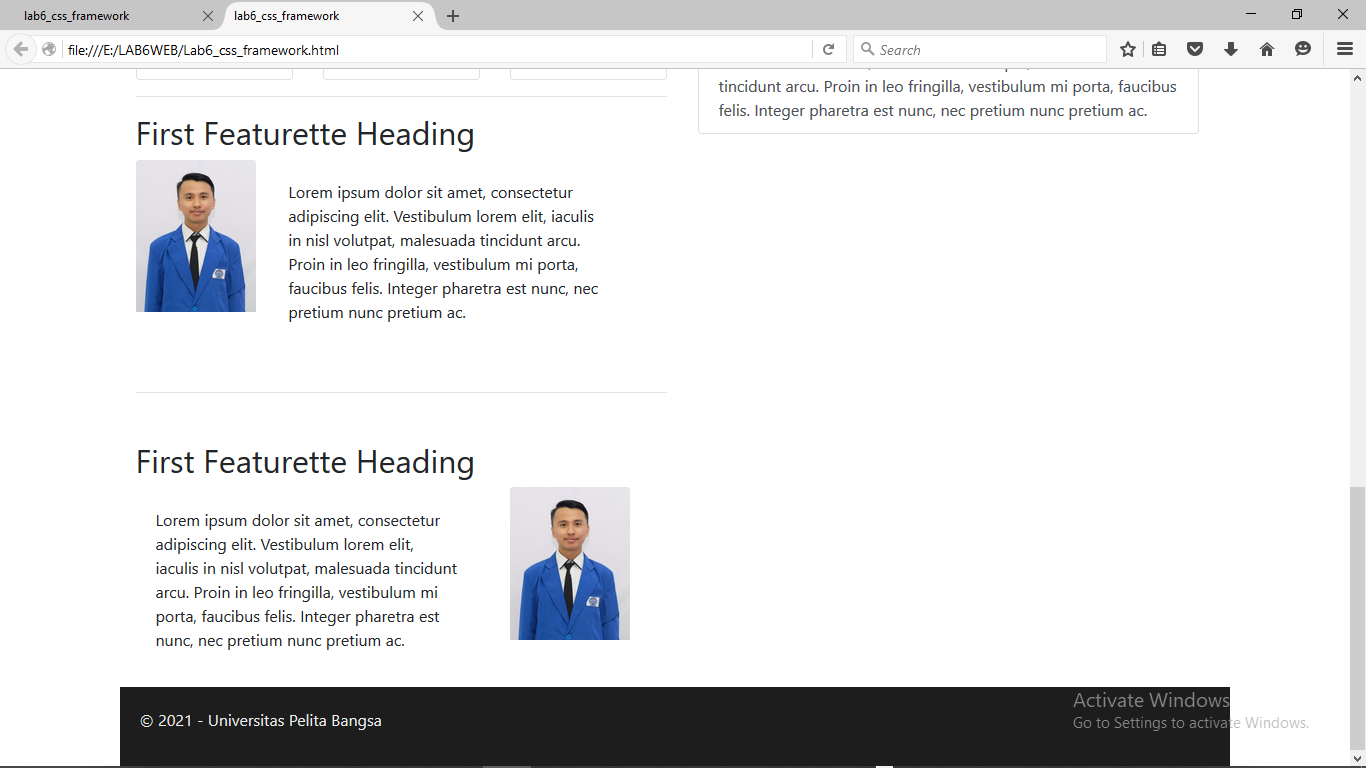 lab6_css_framework
lab6_css_framework
file:///E:/LAB6WEB/Lab6_css_framework.html
Search
tincidunt arcu. Proin in leo fringilla, vestibulum mi porta, faucibus
felis. Integer pharetra est nunc, nec pretium nunc pretium ac.
First Featurette Heading
Lorem ipsum dolor sit amet, consectetur
adipiscing elit. Vestibulum lorem elit, iaculis
in nisl volutpat, malesuada tincidunt arcu.
Proin in leo fringilla, vestibulum mi porta,
faucibus felis. Integer pharetra est nunc, nec
pretium nunc pretium ac.
First Featurette Heading
Lorem ipsum dolor sit amet, consectetur
adipiscing elit. Vestibulum lorem elit,
iaculis in nisl volutpat, malesuada tincidunt
arcu. Proin in leo fringilla, vestibulum mi
porta, faucibus felis. Integer pharetra est
nunc, nec pretium nunc pretium ac.
© 2021 - Universitas Pelita Bangsa
Activate Windows
Go to Settings to activate Windows.